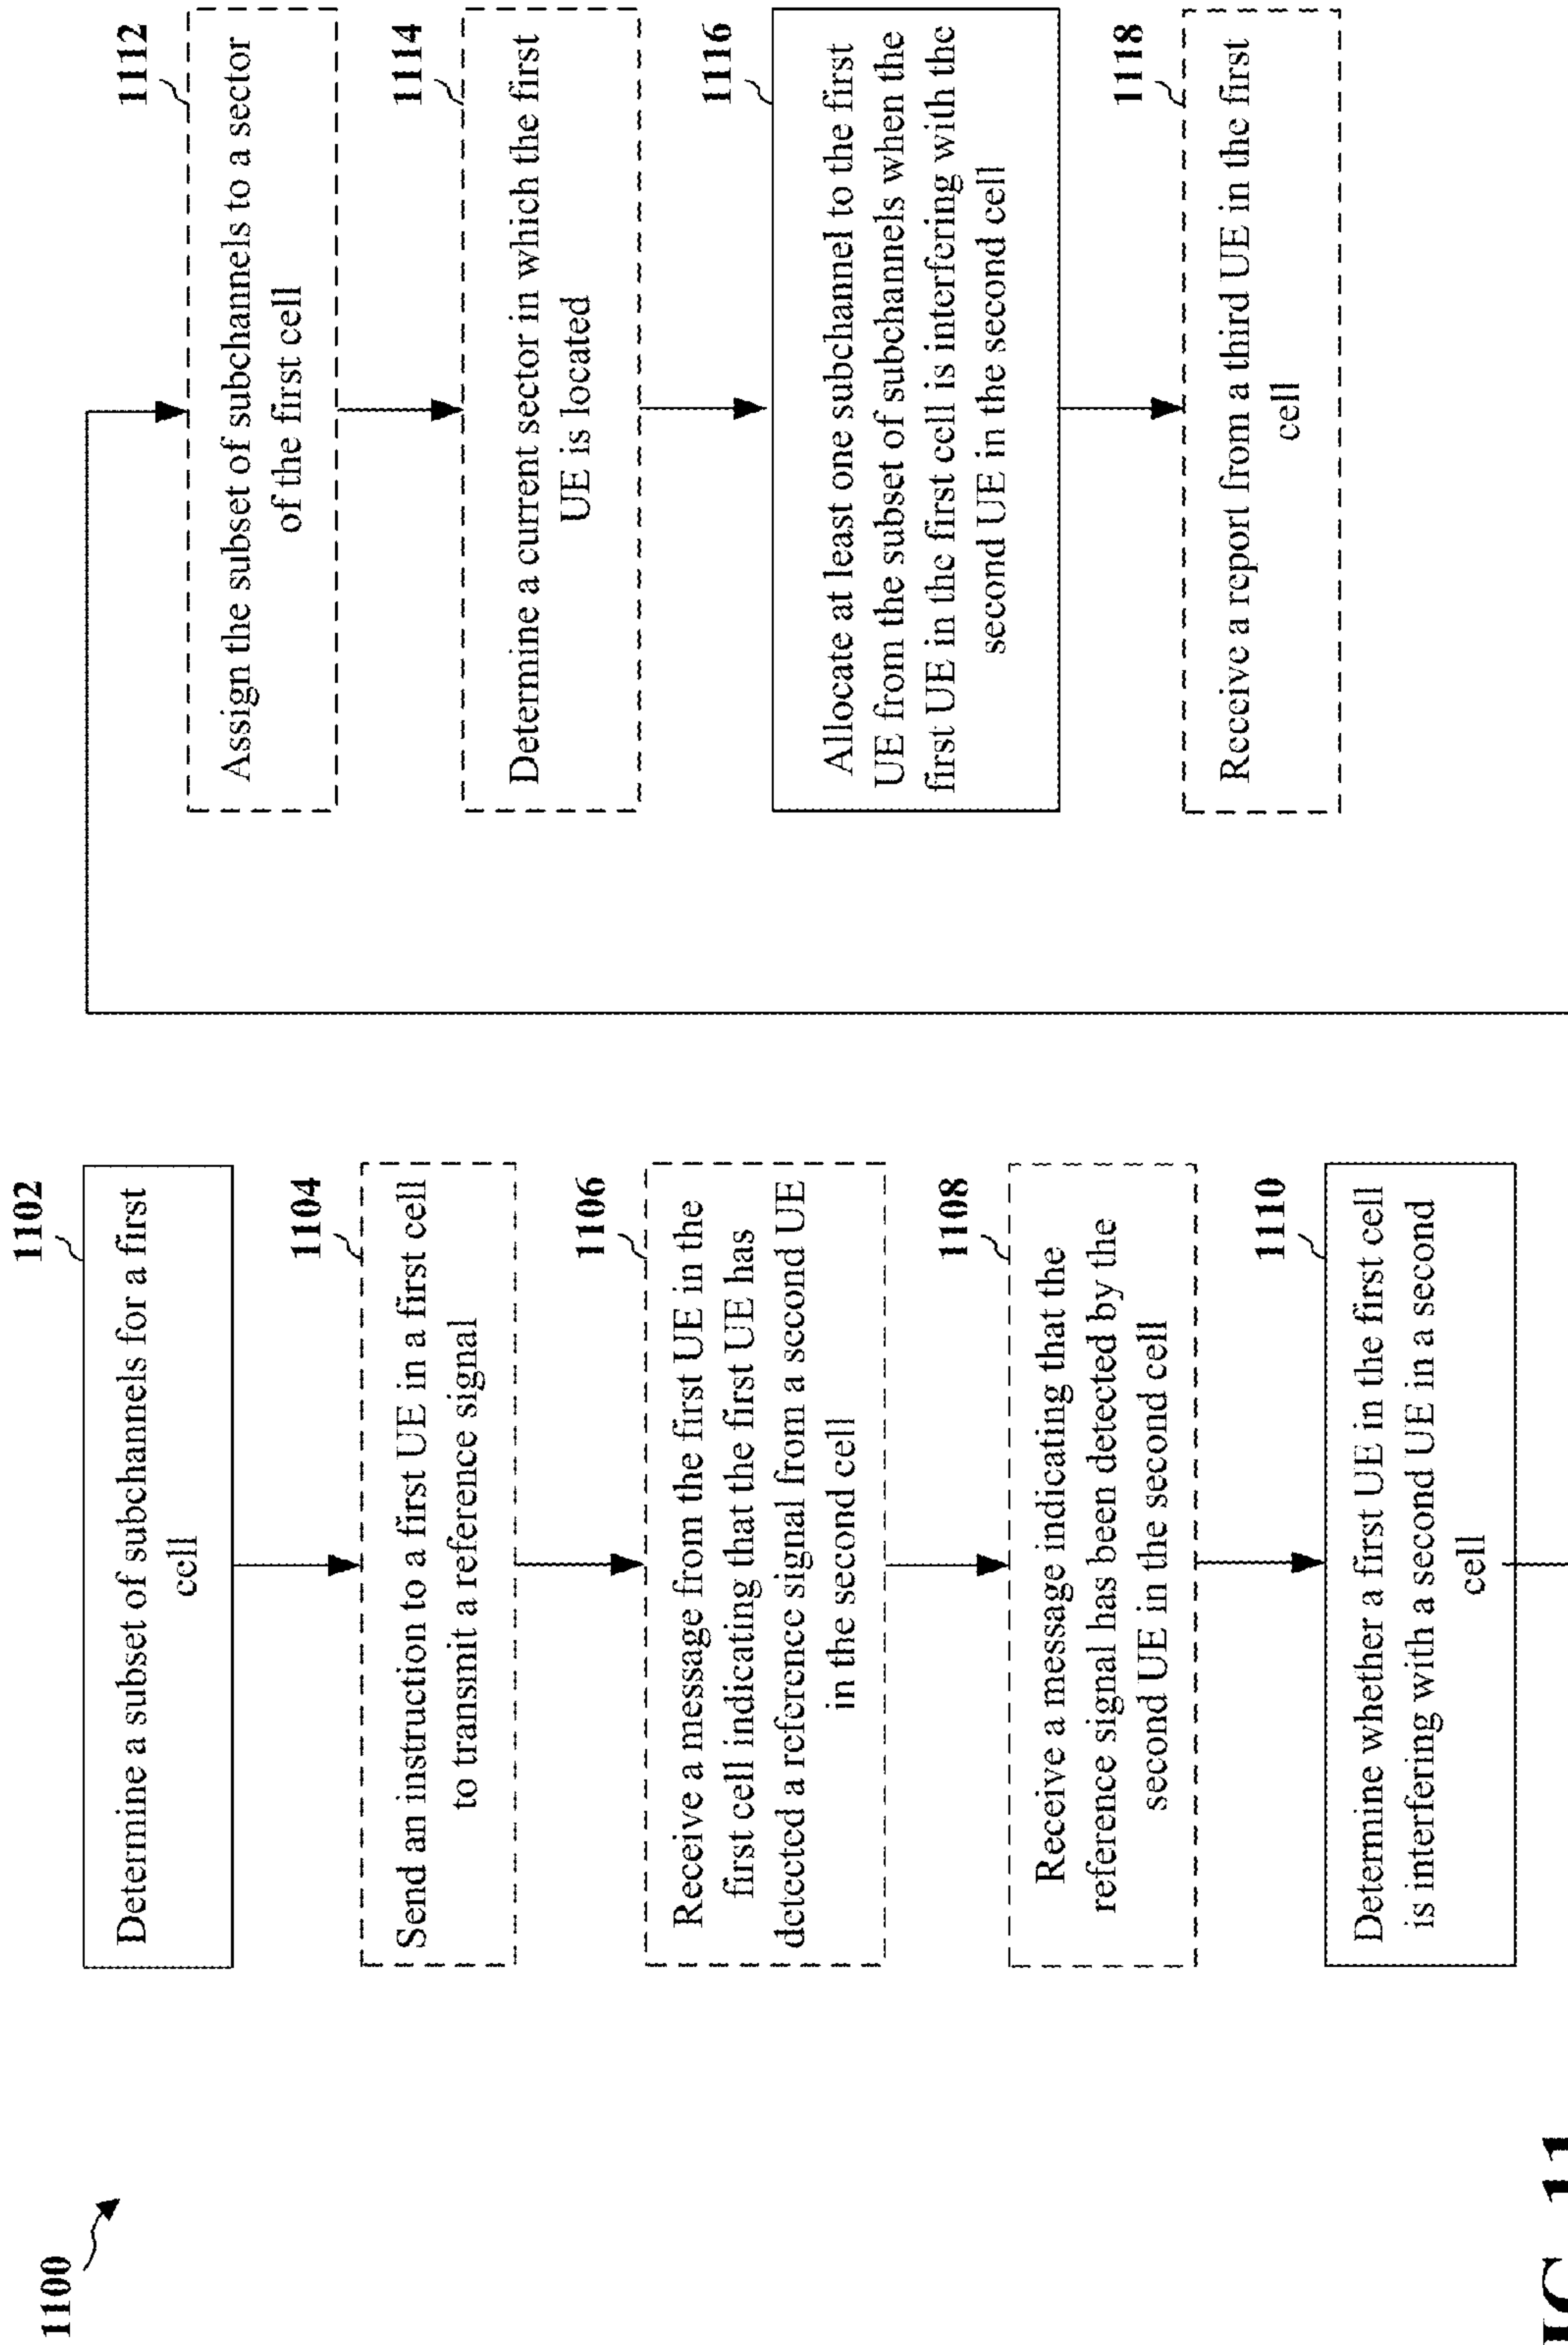 1100
1102
Determine a subset of subchannels for a first
cell
1104
Send an instruction to a first UE in a first cell
to transmit a reference signal
1106
Receive a message from the first UE in the
first cell indicating that the first UE has
detected a reference signal from a second UE
in the second cell
1108
Receive a message indicating that the
reference signal has been detected by the
second UE in the second cell
1110
Determine whether a first UE in the first cell
is interfering with a second UE in a second
cell
1112
Assign the subset of subchannels to a sector
of the first cell
1114
Determine a current sector in which the first
UE is located
1116
Allocate at least one subchannel to the first
UE from the subset of subchannels when the
first UE in the first cell is interfering with the
second UE in the second cell
1118
Receive a report from a third UE in the first
cell